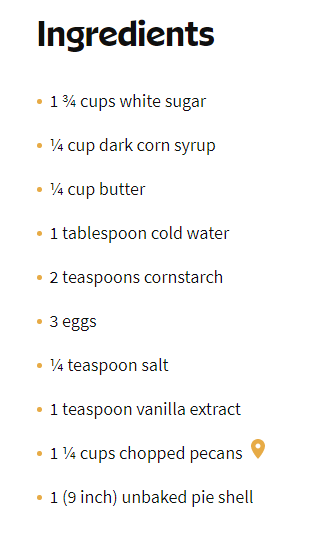 Ingredients
1 ¾ cups white sugar
¼ cup dark corn syrup
¼ cup butter
1 tablespoon cold water
2 teaspoons cornstarch
3 eggs
¼ teaspoon salt
1 teaspoon vanilla extract
1 ¼ cups chopped pecans
1 (9 inch) unbaked pie shell